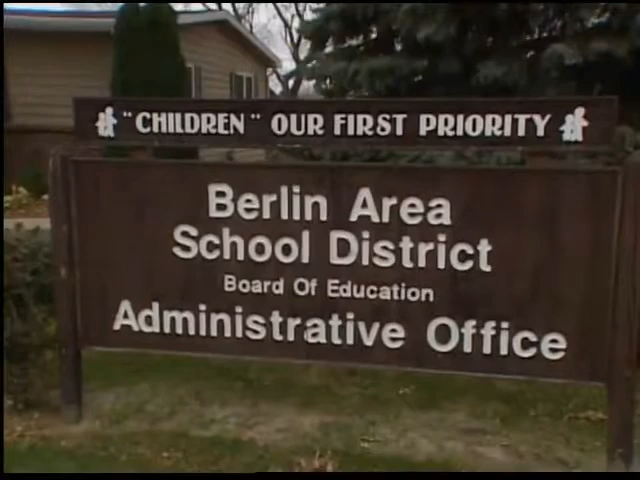 "CHILDREN" OUR FIRST PRIORITY
Berlin Area
School District
Board Of Education
Administrative Office